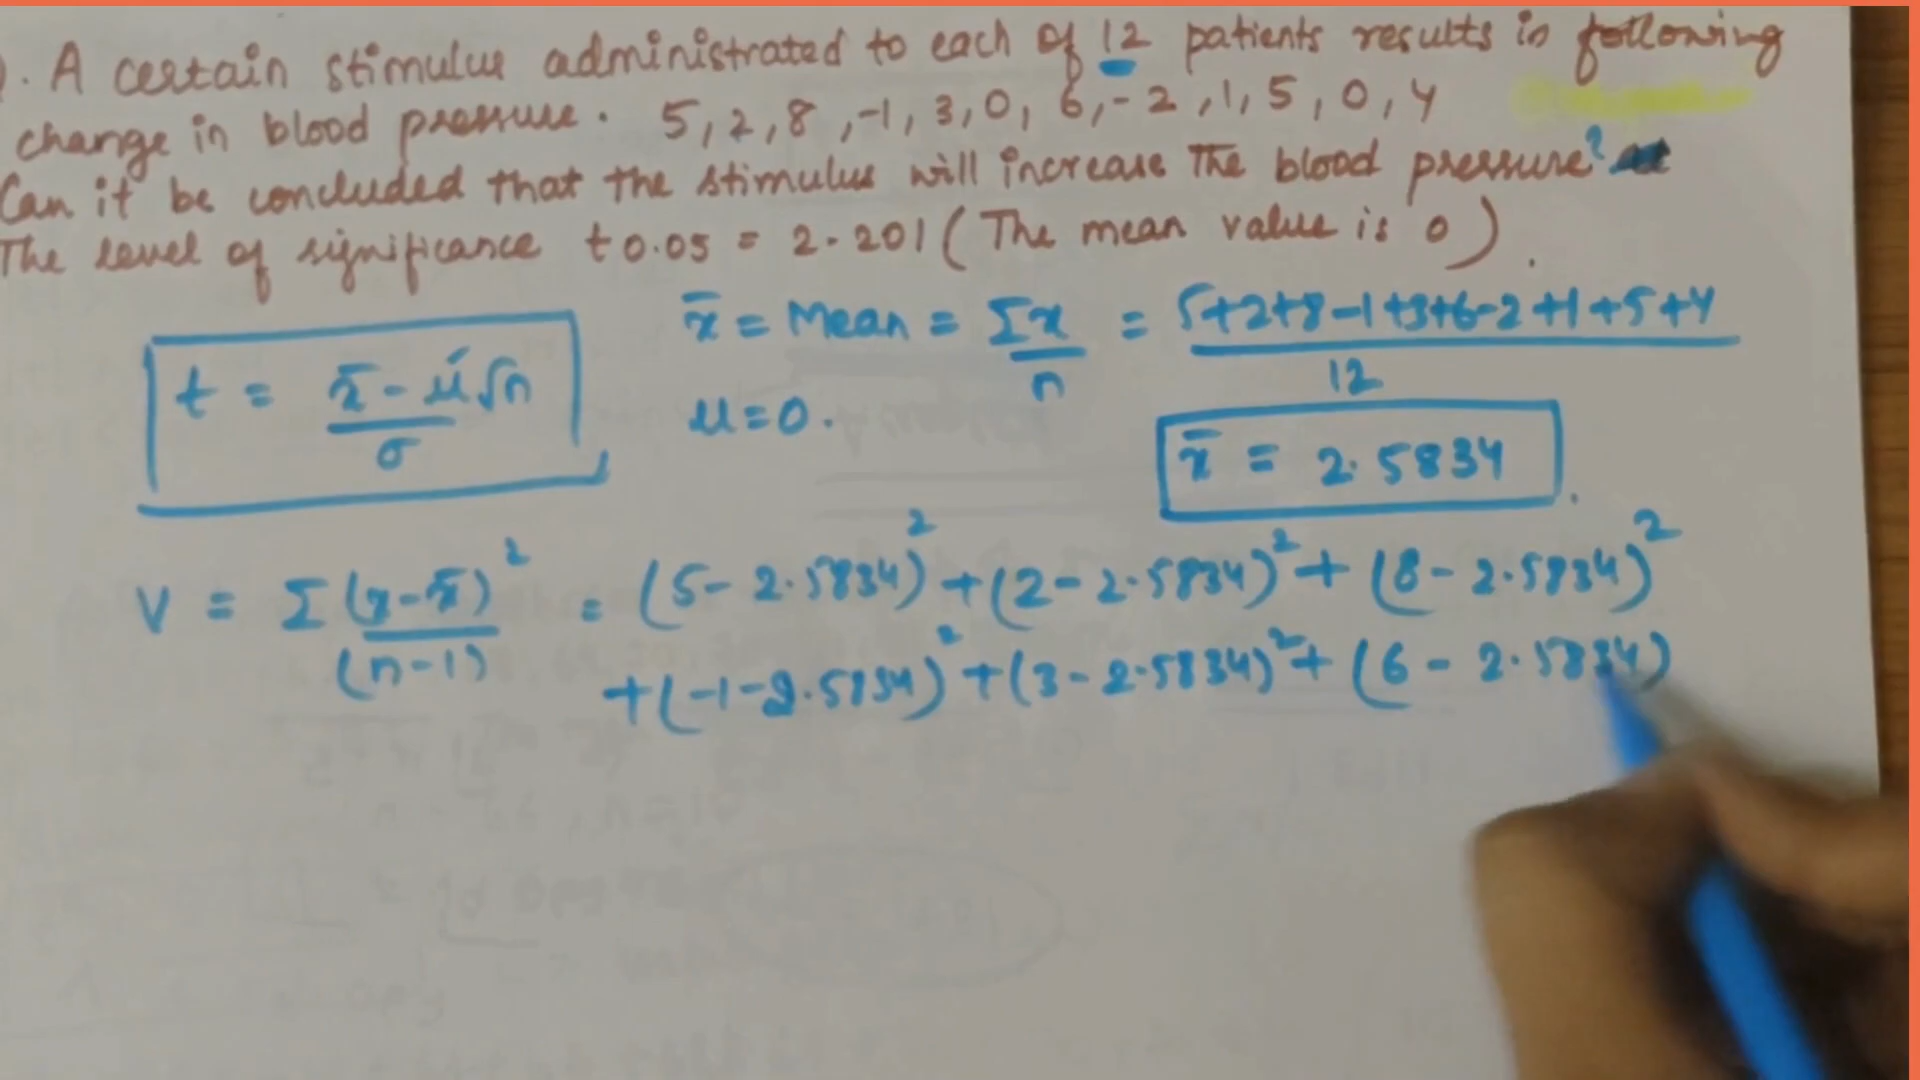 ). A certain stimulus administrated to each of 12 patients results in following
change in blood pressure. 5, 2, 8, -1, 3, 0, 6, -2, 1, 5, 0, 4
Can it be concluded that the stimulus will increase The blood pressure?
The level of significance t0.05 = 2.201 (The mean value is 0).
x̄ = Mean = Σx/n = 5+2+8-1+3+6-2+1+5+4/12
t = x̄ - μ/σ √n
μ = 0.
x̄ = 2.5834
V = Σ(x-x̄)²/(n-1) = (5-2.5834)² + (2-2.5834)² + (8-2.5834)²
+(-1-2.5834)² + (3-2.5834)² + (6-2.5834)